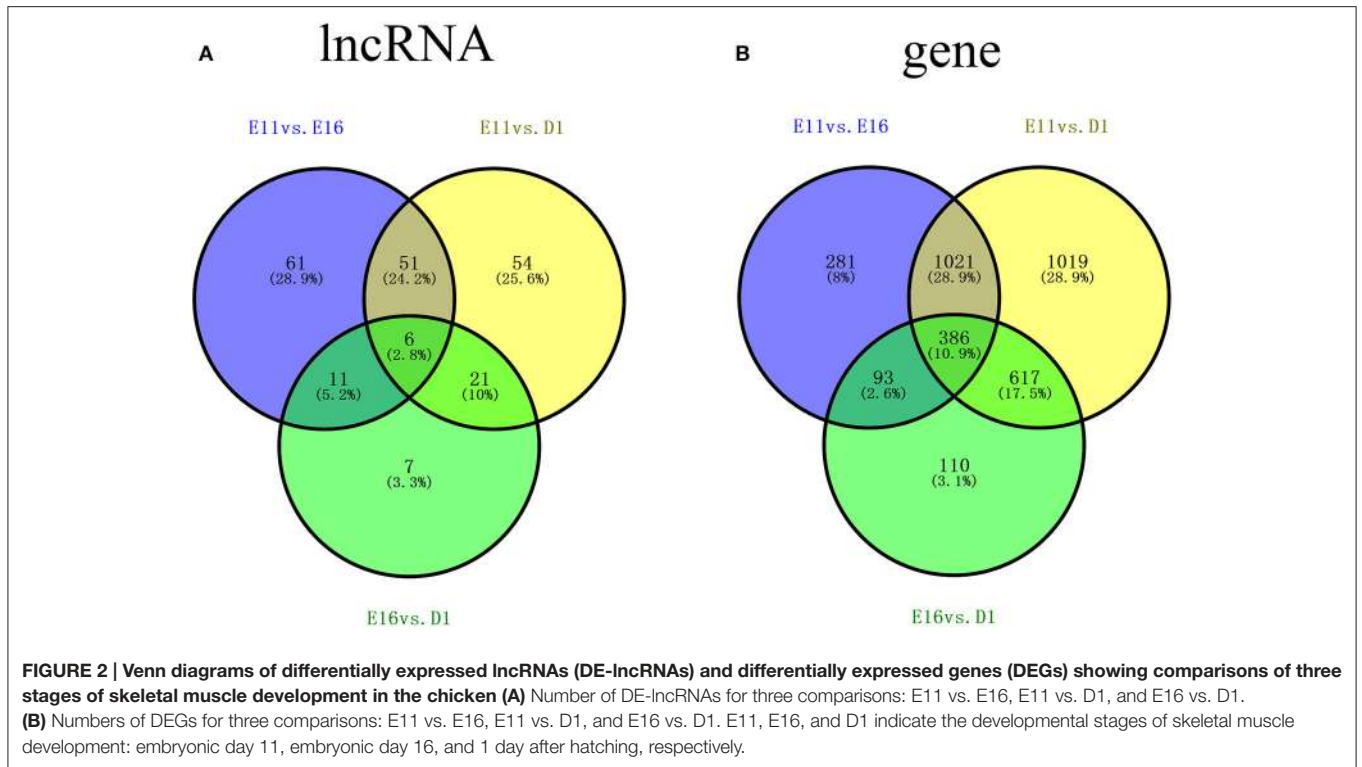 A
lncRNA
E11vs. E16
E11vs. D1
61
(28.9%)
51
(24.2%)
54
(25.6%)
6
(2.8%)
11
(5.2%)
21
(10%)
7
(3.3%)
E16vs. D1
B
gene
E11vs. E16
E11vs. D1
281
(8%)
1021
(28.9%)
1019
(28.9%)
386
(10.9%)
93
(2.6%)
617
(17.5%)
110
(3.1%)
E16vs. D1
FIGURE 2 | Venn diagrams of differentially expressed lncRNAs (DE-lncRNAs) and differentially expressed genes (DEGs) showing comparisons of three
stages of skeletal muscle development in the chicken (A) Number of DE-lncRNAs for three comparisons: E11 vs. E16, E11 vs. D1, and E16 vs. D1.
(B) Numbers of DEGs for three comparisons: E11 vs. E16, E11 vs. D1, and E16 vs. D1. E11, E16, and D1 indicate the developmental stages of skeletal muscle
development: embryonic day 11, embryonic day 16, and 1 day after hatching, respectively.